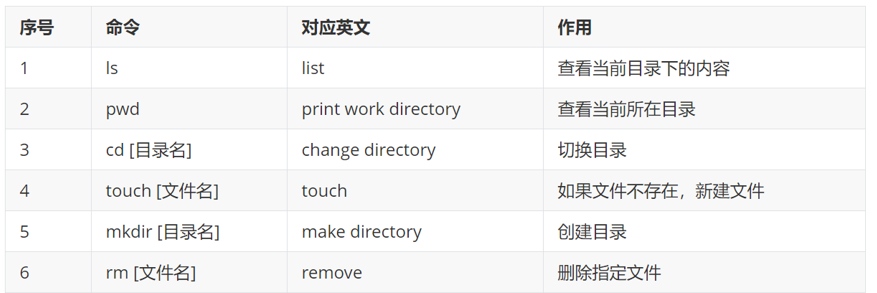 序号 命令 对应英文 作用
1 ls list 查看当前目录下的内容
2 pwd print work directory 查看当前所在目录
3 cd [目录名] change directory 切换目录
4 touch [文件名] touch 如果文件不存在，新建文件
5 mkdir [目录名] make directory 创建目录
6 rm [文件名] remove 删除指定文件